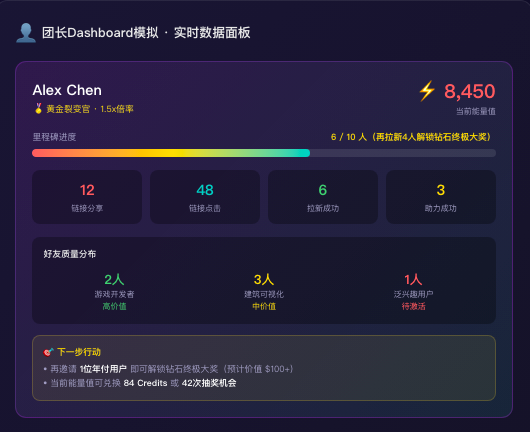 👤 团长Dashboard模拟 · 实时数据面板
Alex Chen
⚡ 8,450
🏅 黄金裂变官 · 1.5x倍率
当前能量值
里程碑进度
6 / 10 人（再拉新4人解锁钻石终极大奖）
12
48
6
3
链接分享
链接点击
拉新成功
助力成功
好友质量分布
2人
3人
1人
游戏开发者
建筑可视化
泛兴趣用户
高价值
中价值
待激活
🎯 下一步行动
• 再邀请 1位年付用户 即可解锁钻石终极大奖（预计价值 $100+）
• 当前能量值可兑换 84 Credits 或 42次抽奖机会